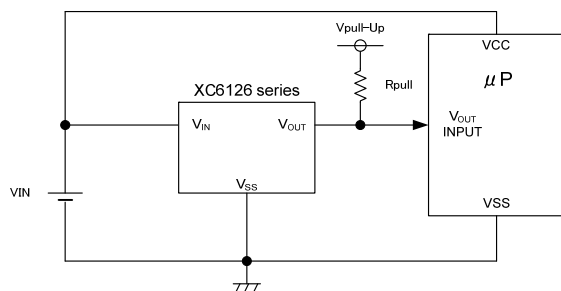 Vpull-Up
VCC
μP
Rpull
XC6126 series
VIN
VOUT
VOUT
INPUT
VIN
VSS
VSS